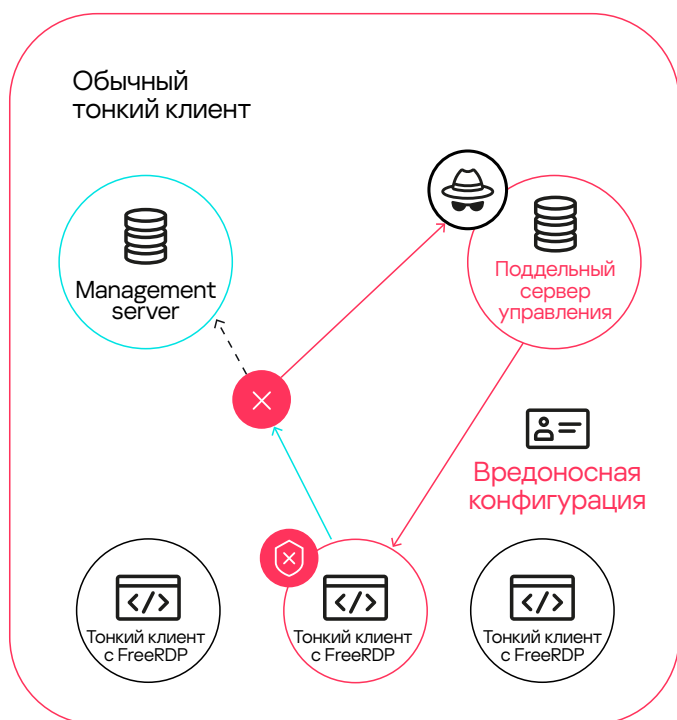 Обычный
тонкий клиент
Management
server
Поддельный
сервер
управления
Вредоносная
конфигурация
Тонкий клиент
с FreeRDP
Тонкий клиент
с FreeRDP
Тонкий клиент
с FreeRDP